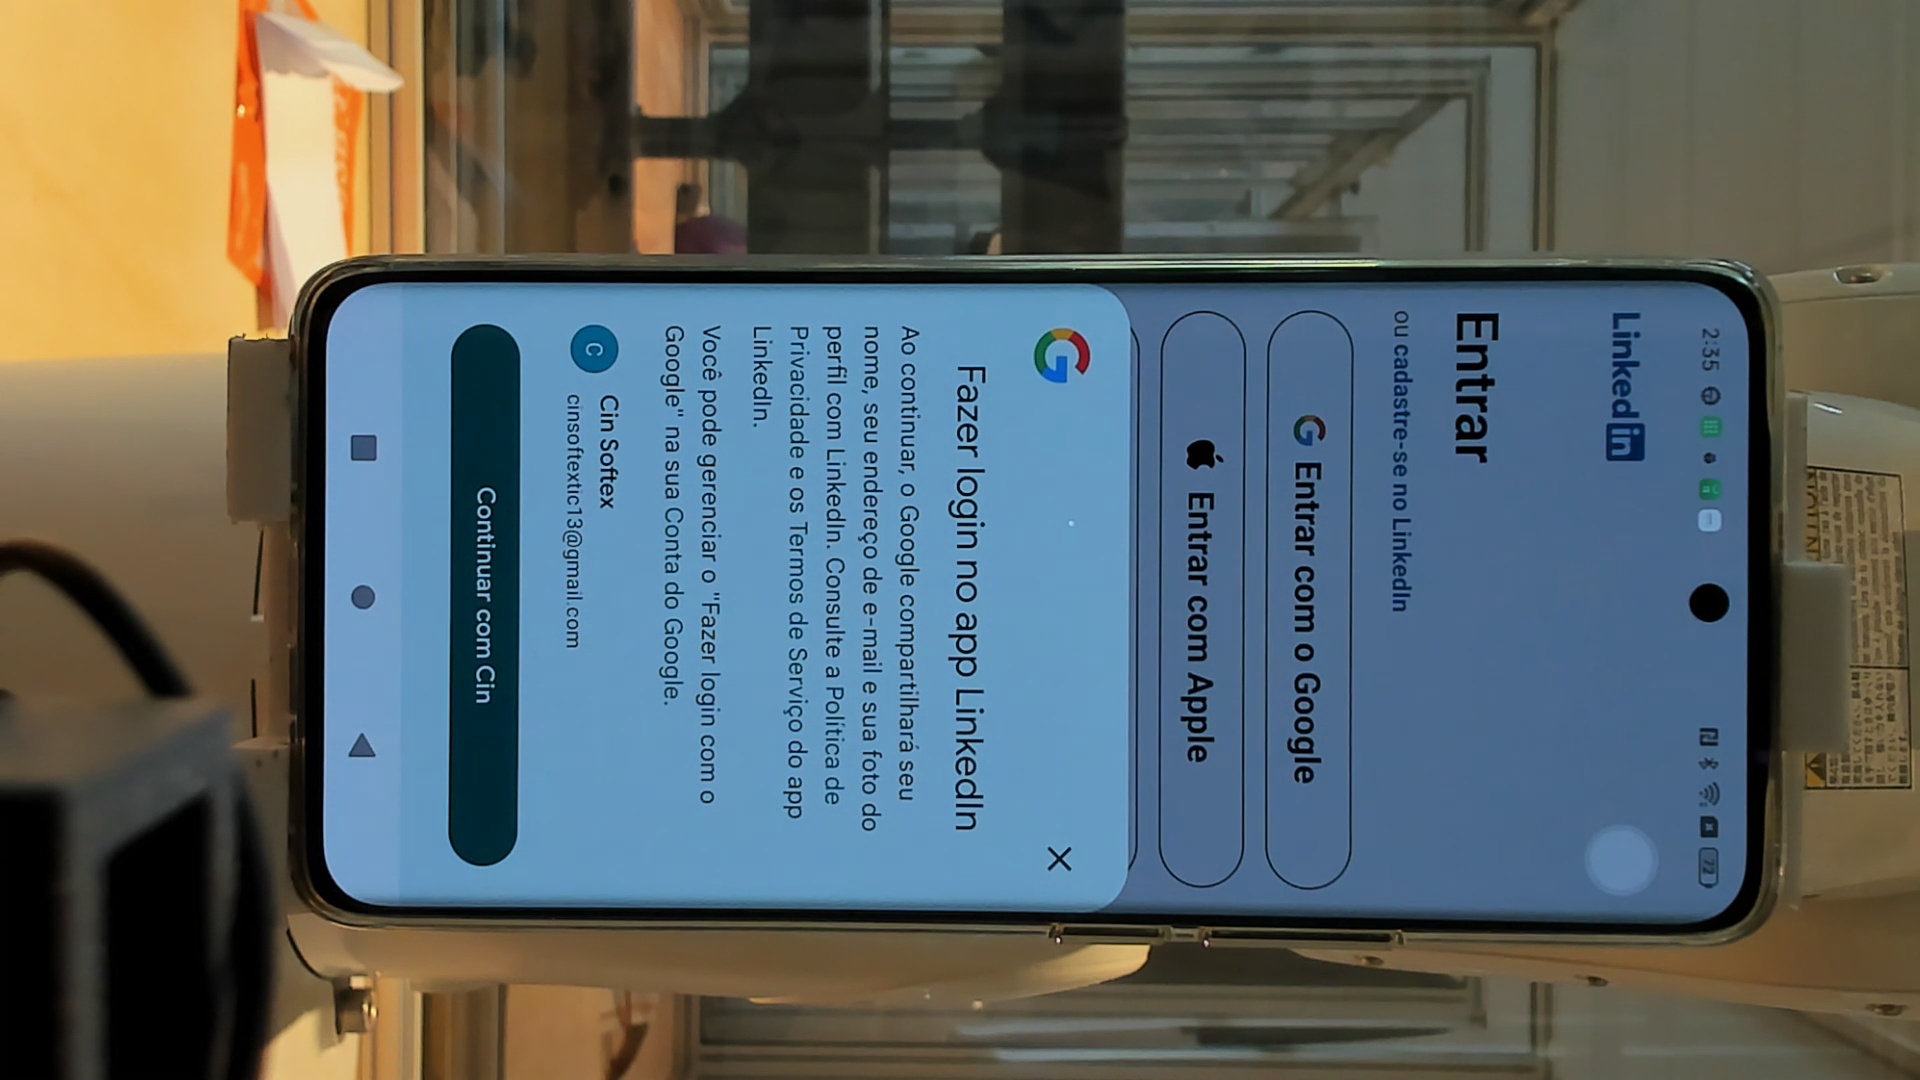 2:35
72
Linkedin
Entrar
ou cadastre-se no LinkedIn
Entrar com o Google
Entrar com Apple
Fazer login no app LinkedIn
Ao continuar, o Google compartilhará seu
nome, seu endereço de e-mail e sua foto do
perfil com LinkedIn. Consulte a Política de
Privacidade e os Termos de Serviço do app
LinkedIn.
Você pode gerenciar o "Fazer login com o
Google" na sua Conta do Google.
C
Cin Softex
cinsoftextic13@gmail.com
Continuar com Cin